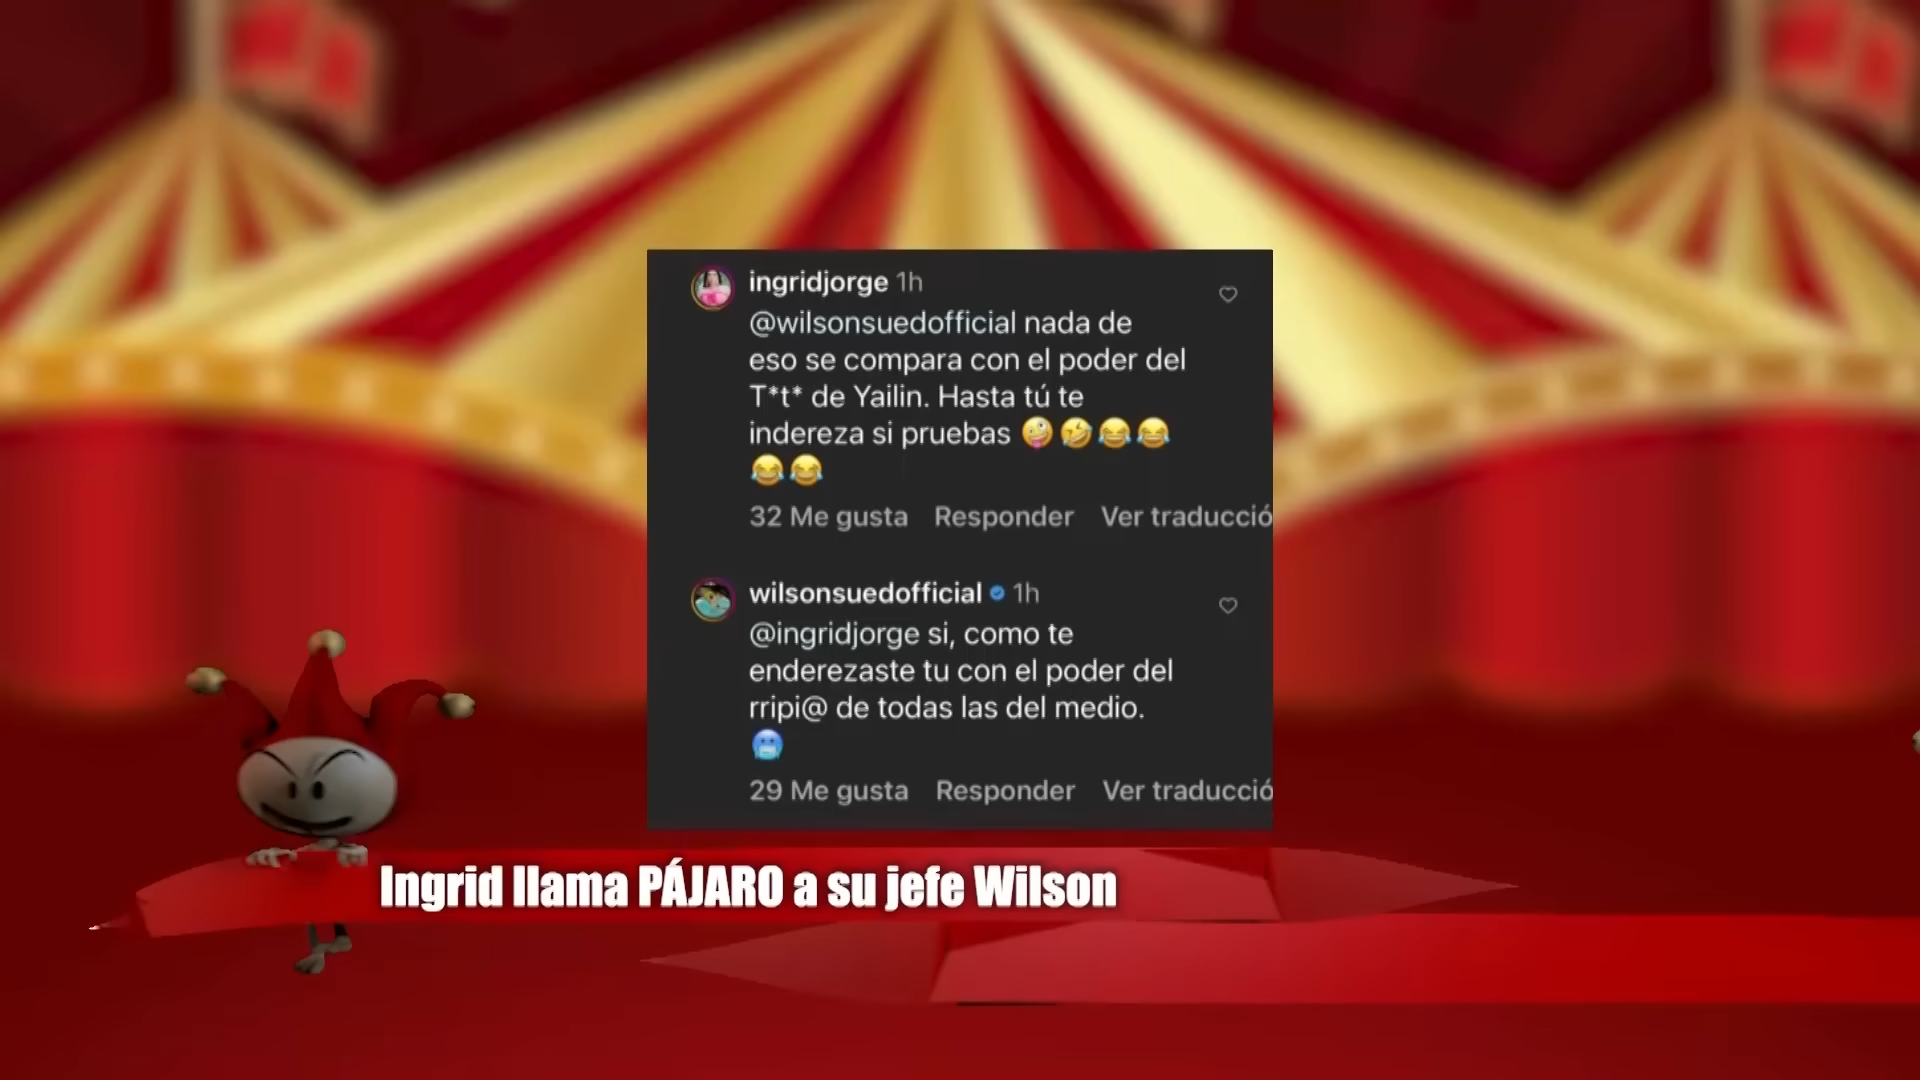 ingridjorge 1h
@wilsonsuedofficial nada de
eso se compara con el poder del
T*t* de Yailin. Hasta tú te
indereza si pruebas 🤪🤣😂😂
😂😂
32 Me gusta Responder Ver traducció
wilsonsuedofficial 1h
@ingridjorge si, como te
enderezaste tu con el poder del
rripi@ de todas las del medio.
🥶
29 Me gusta Responder Ver traducció
Ingrid llama PÁJARO a su jefe Wilson